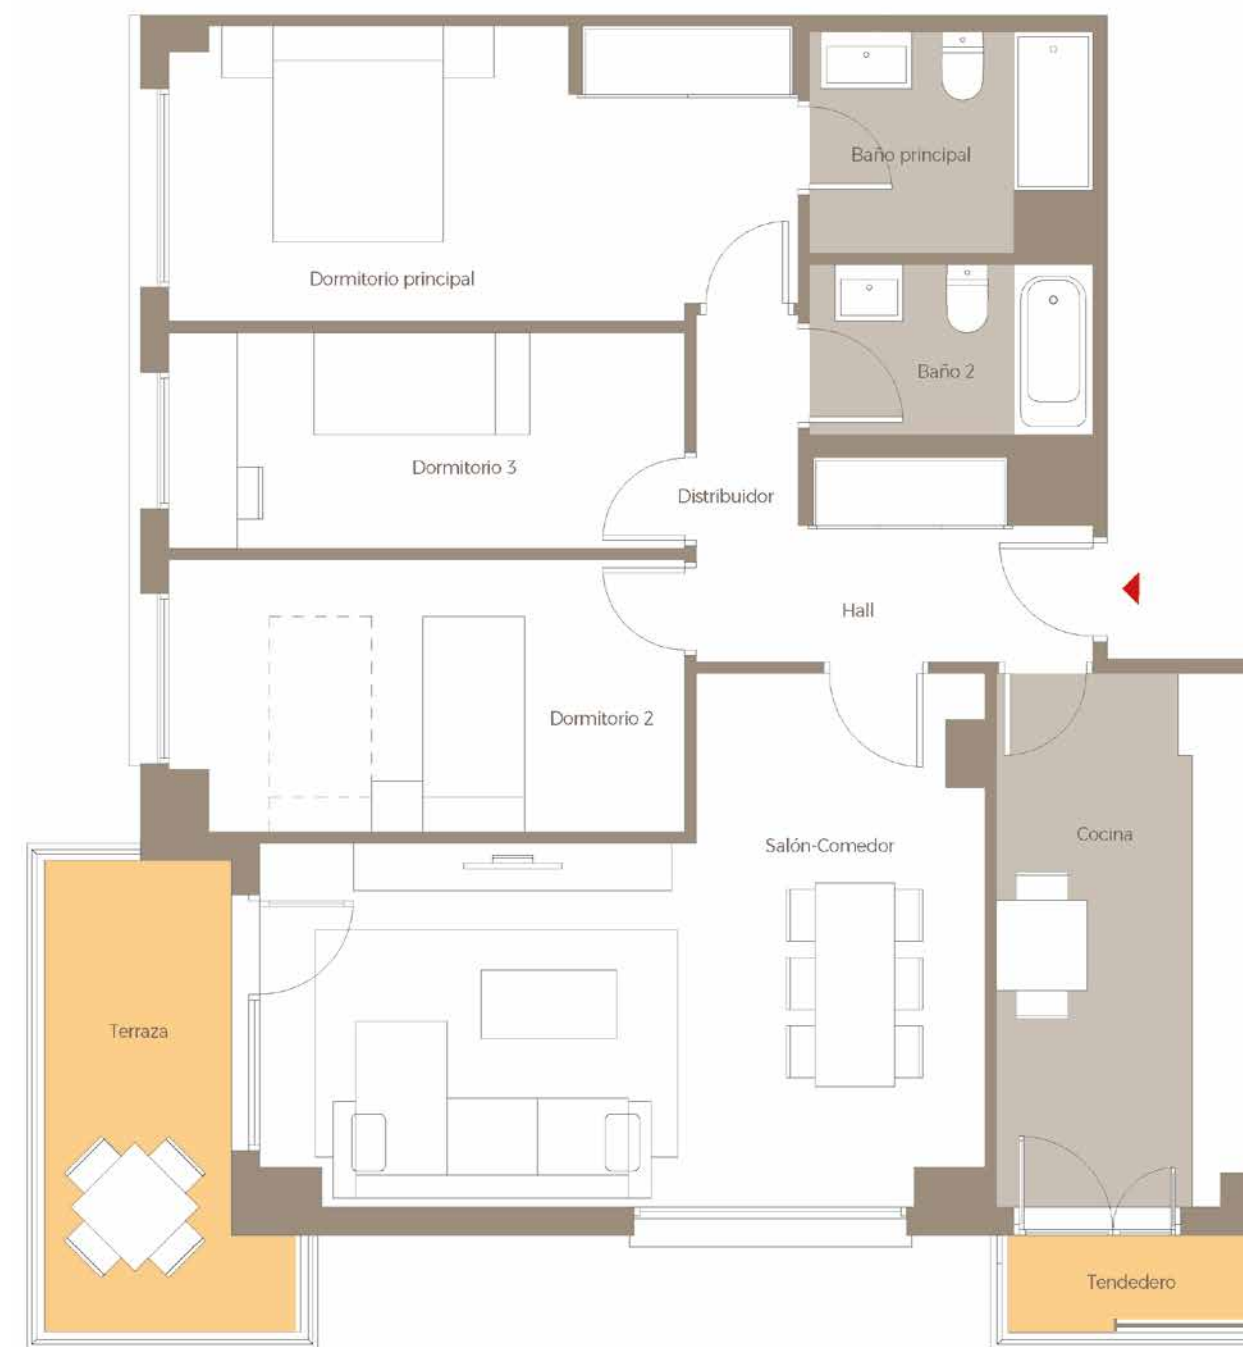 Baño principal
Dormitorio principal
Baño 2
Dormitorio 3
Distribuidor
Hall
Dormitorio 2
Cocina
Salón-Comedor
Terraza
Tendedero